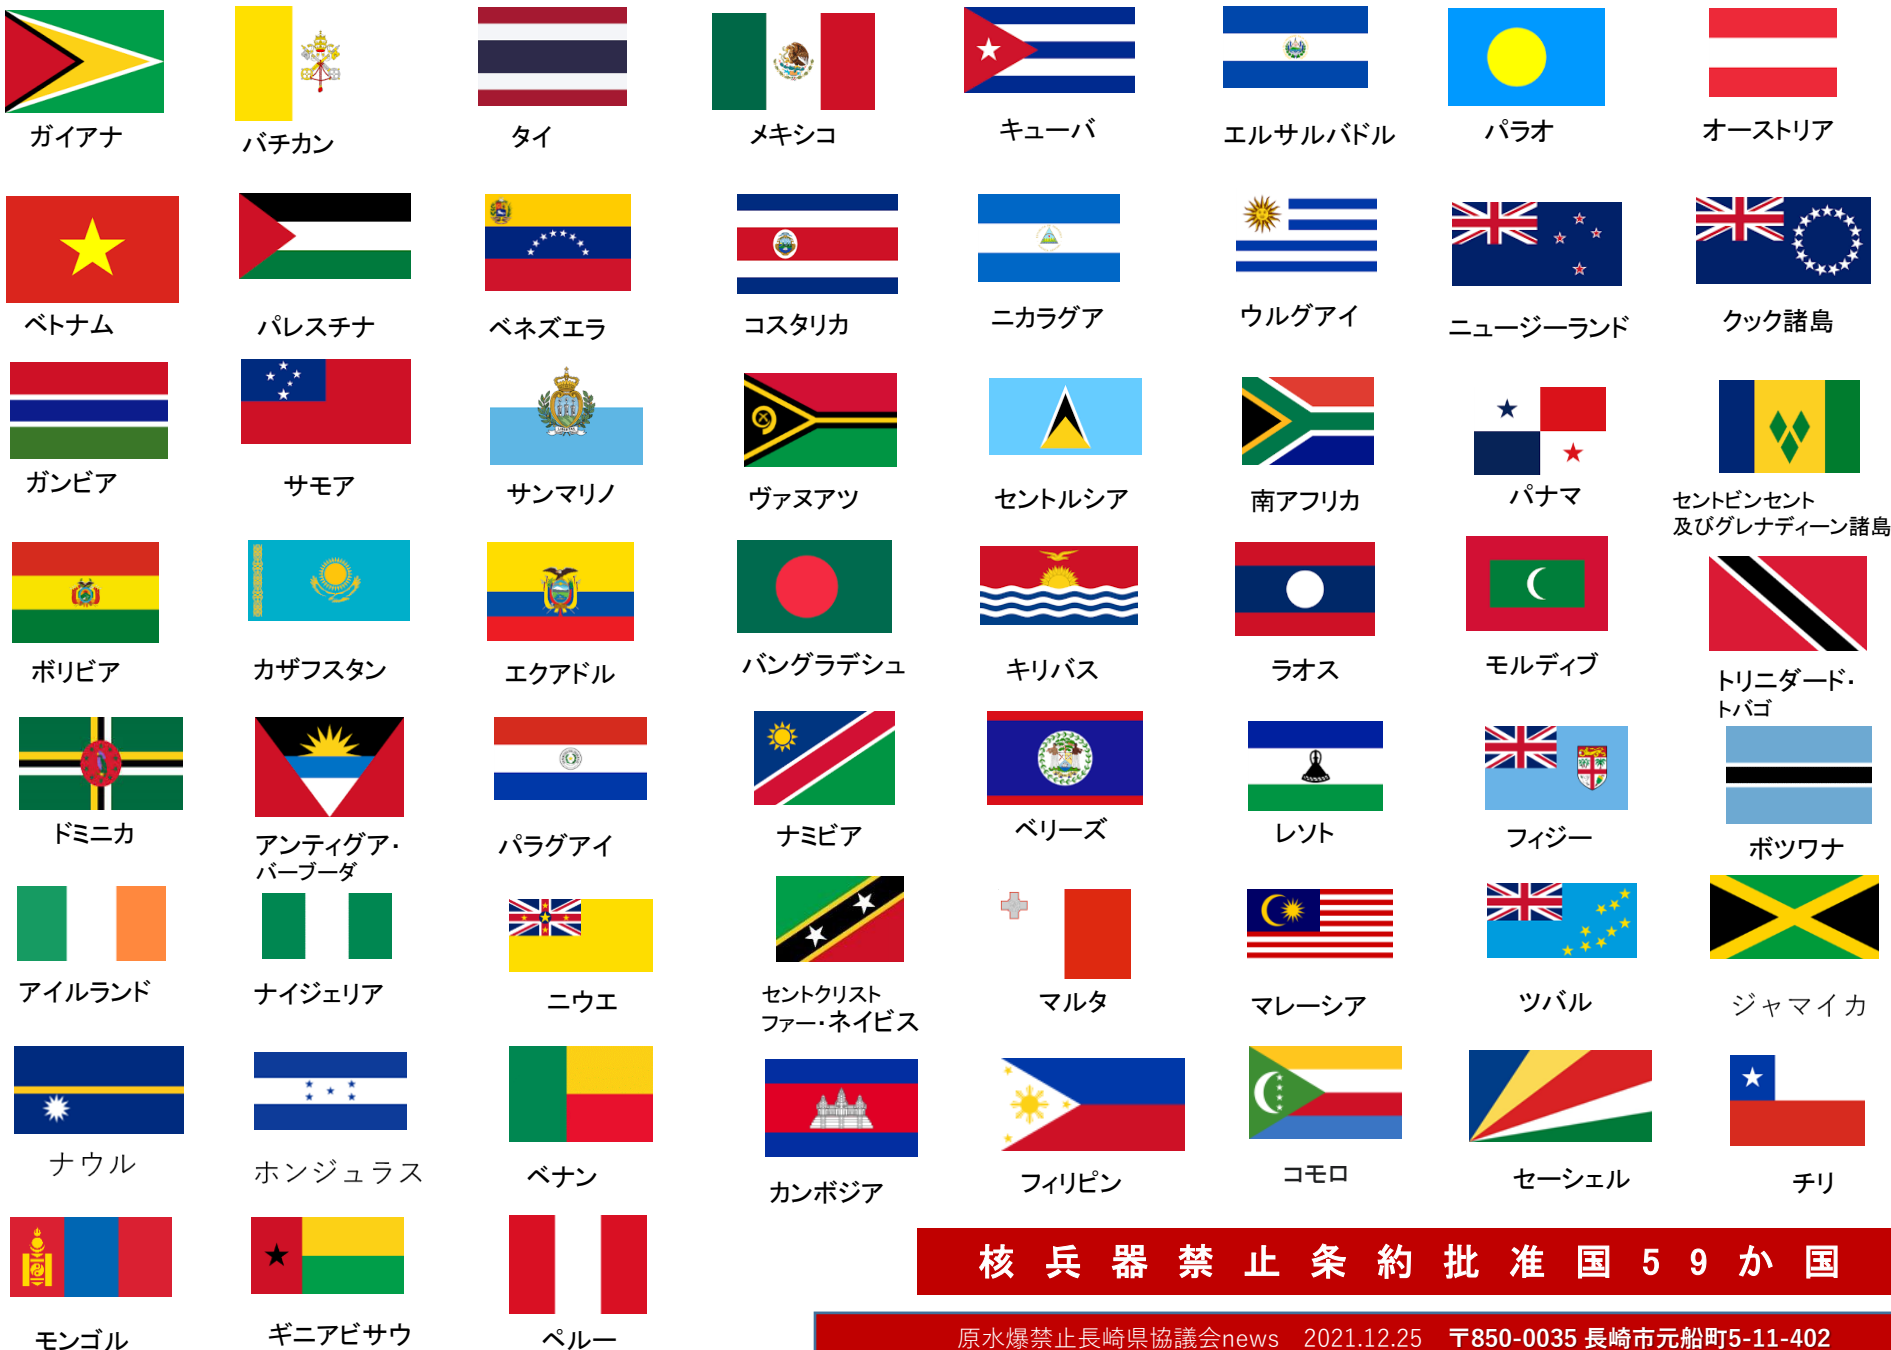 ガイアナ
バチカン
タイ
メキシコ
キューバ
エルサルバドル
パラオ
オーストリア
ベトナム
パレスチナ
ベネズエラ
コスタリカ
ニカラグア
ウルグアイ
ニュージーランド
クック諸島
ガンビア
サモア
サンマリノ
ヴァヌアツ
セントルシア
南アフリカ
パナマ
セントビンセント
及びグレナディーン諸島
ボリビア
カザフスタン
エクアドル
バングラデシュ
キリバス
ラオス
モルディブ
トリニダード・
トバゴ
ドミニカ
アンティグア・
バーブーダ
パラグアイ
ナミビア
ベリーズ
レソト
フィジー
ボツワナ
アイルランド
ナイジェリア
ニウエ
セントクリスト
ファー・ネイビス
マルタ
マレーシア
ツバル
ジャマイカ
ナウル
ホンジュラス
ベナン
カンボジア
フィリピン
コモロ
セーシェル
チリ
モンゴル
ギニアビサウ
ペルー
核兵器禁止条約批准国59か国
原水爆禁止長崎県協議会news 2021.12.25 〒850-0035 長崎市元船町5-11-402